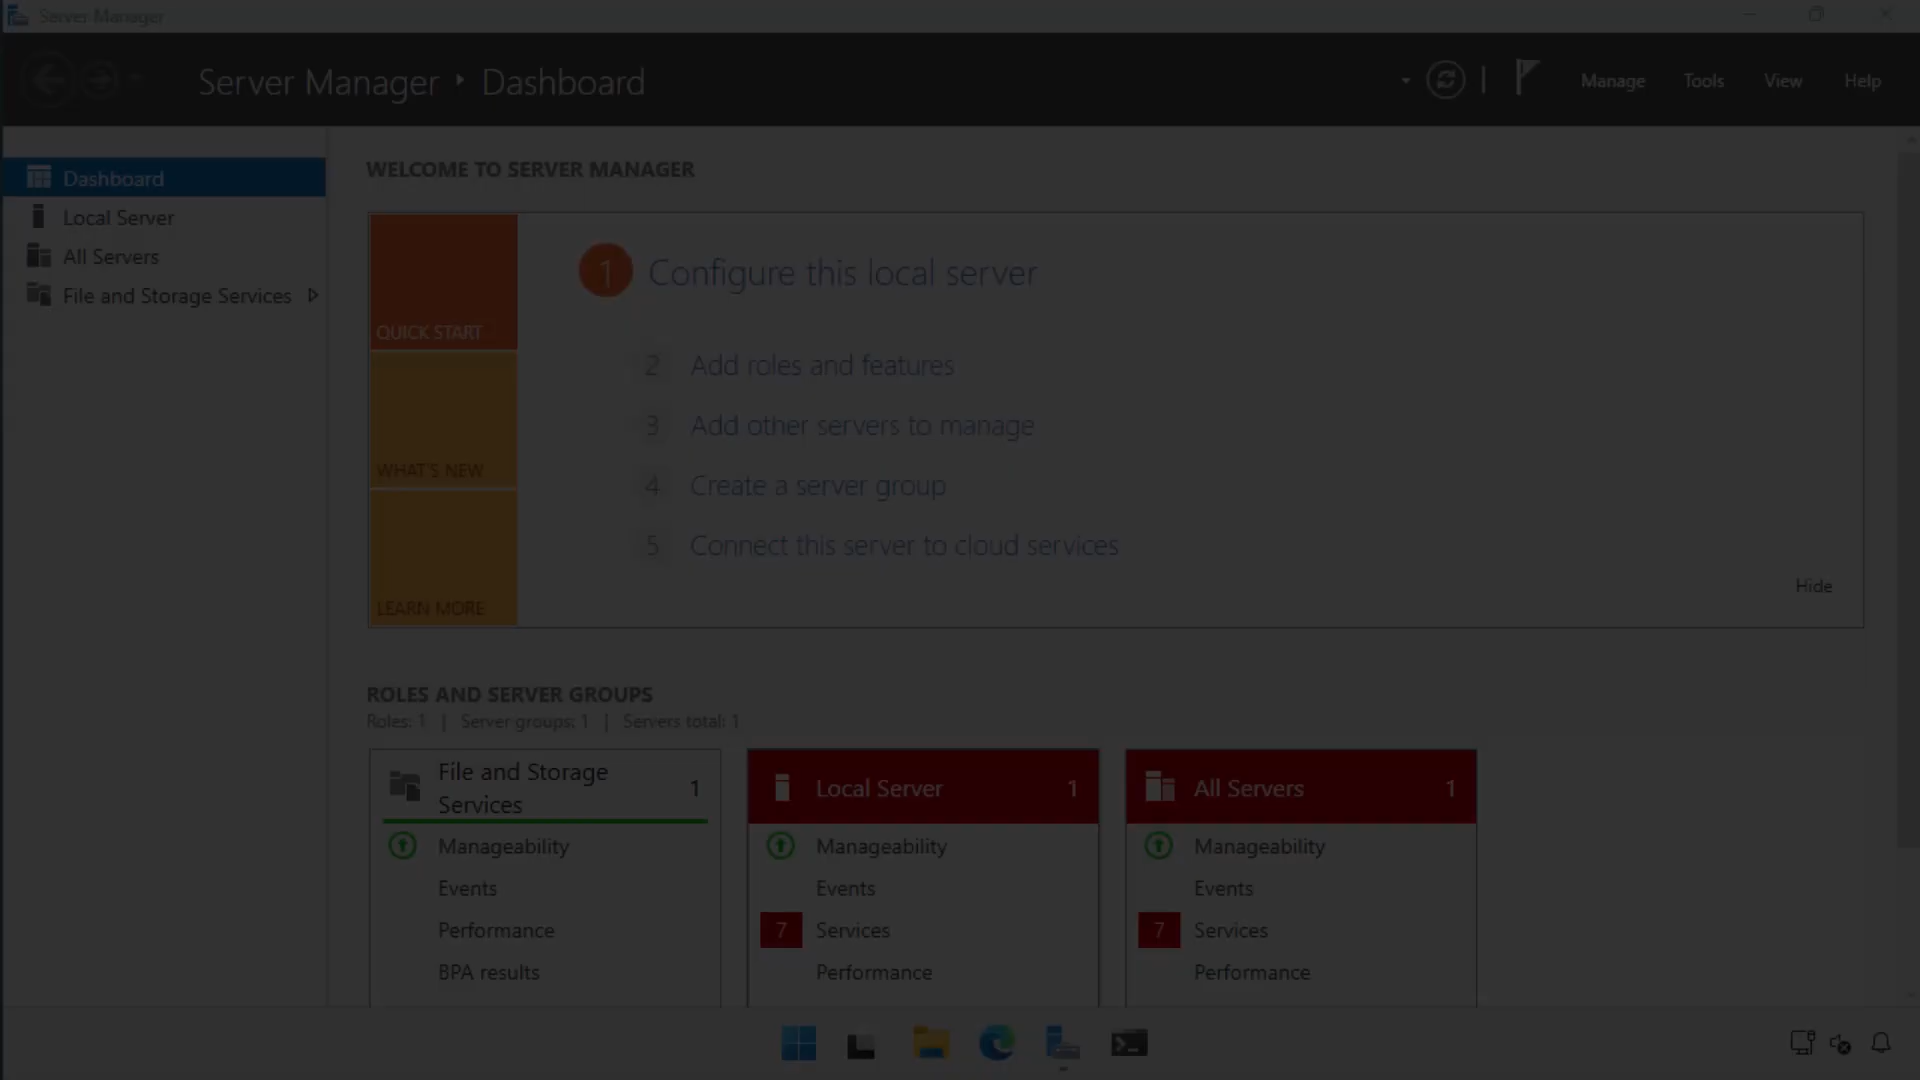 Server Manager
Server Manager Dashboard
Manage Tools View Help
Dashboard
Local Server
All Servers
File and Storage Services
WELCOME TO SERVER MANAGER
QUICK START
WHAT'S NEW
LEARN MORE
1 Configure this local server
2 Add roles and features
3 Add other servers to manage
4 Create a server group
5 Connect this server to cloud services
Hide
ROLES AND SERVER GROUPS
Roles: 1 | Server groups: 1 | Servers total: 1
File and Storage
Services 1
Manageability
Events
Performance
BPA results
Local Server 1
Manageability
Events
7 Services
Performance
All Servers 1
Manageability
Events
7 Services
Performance